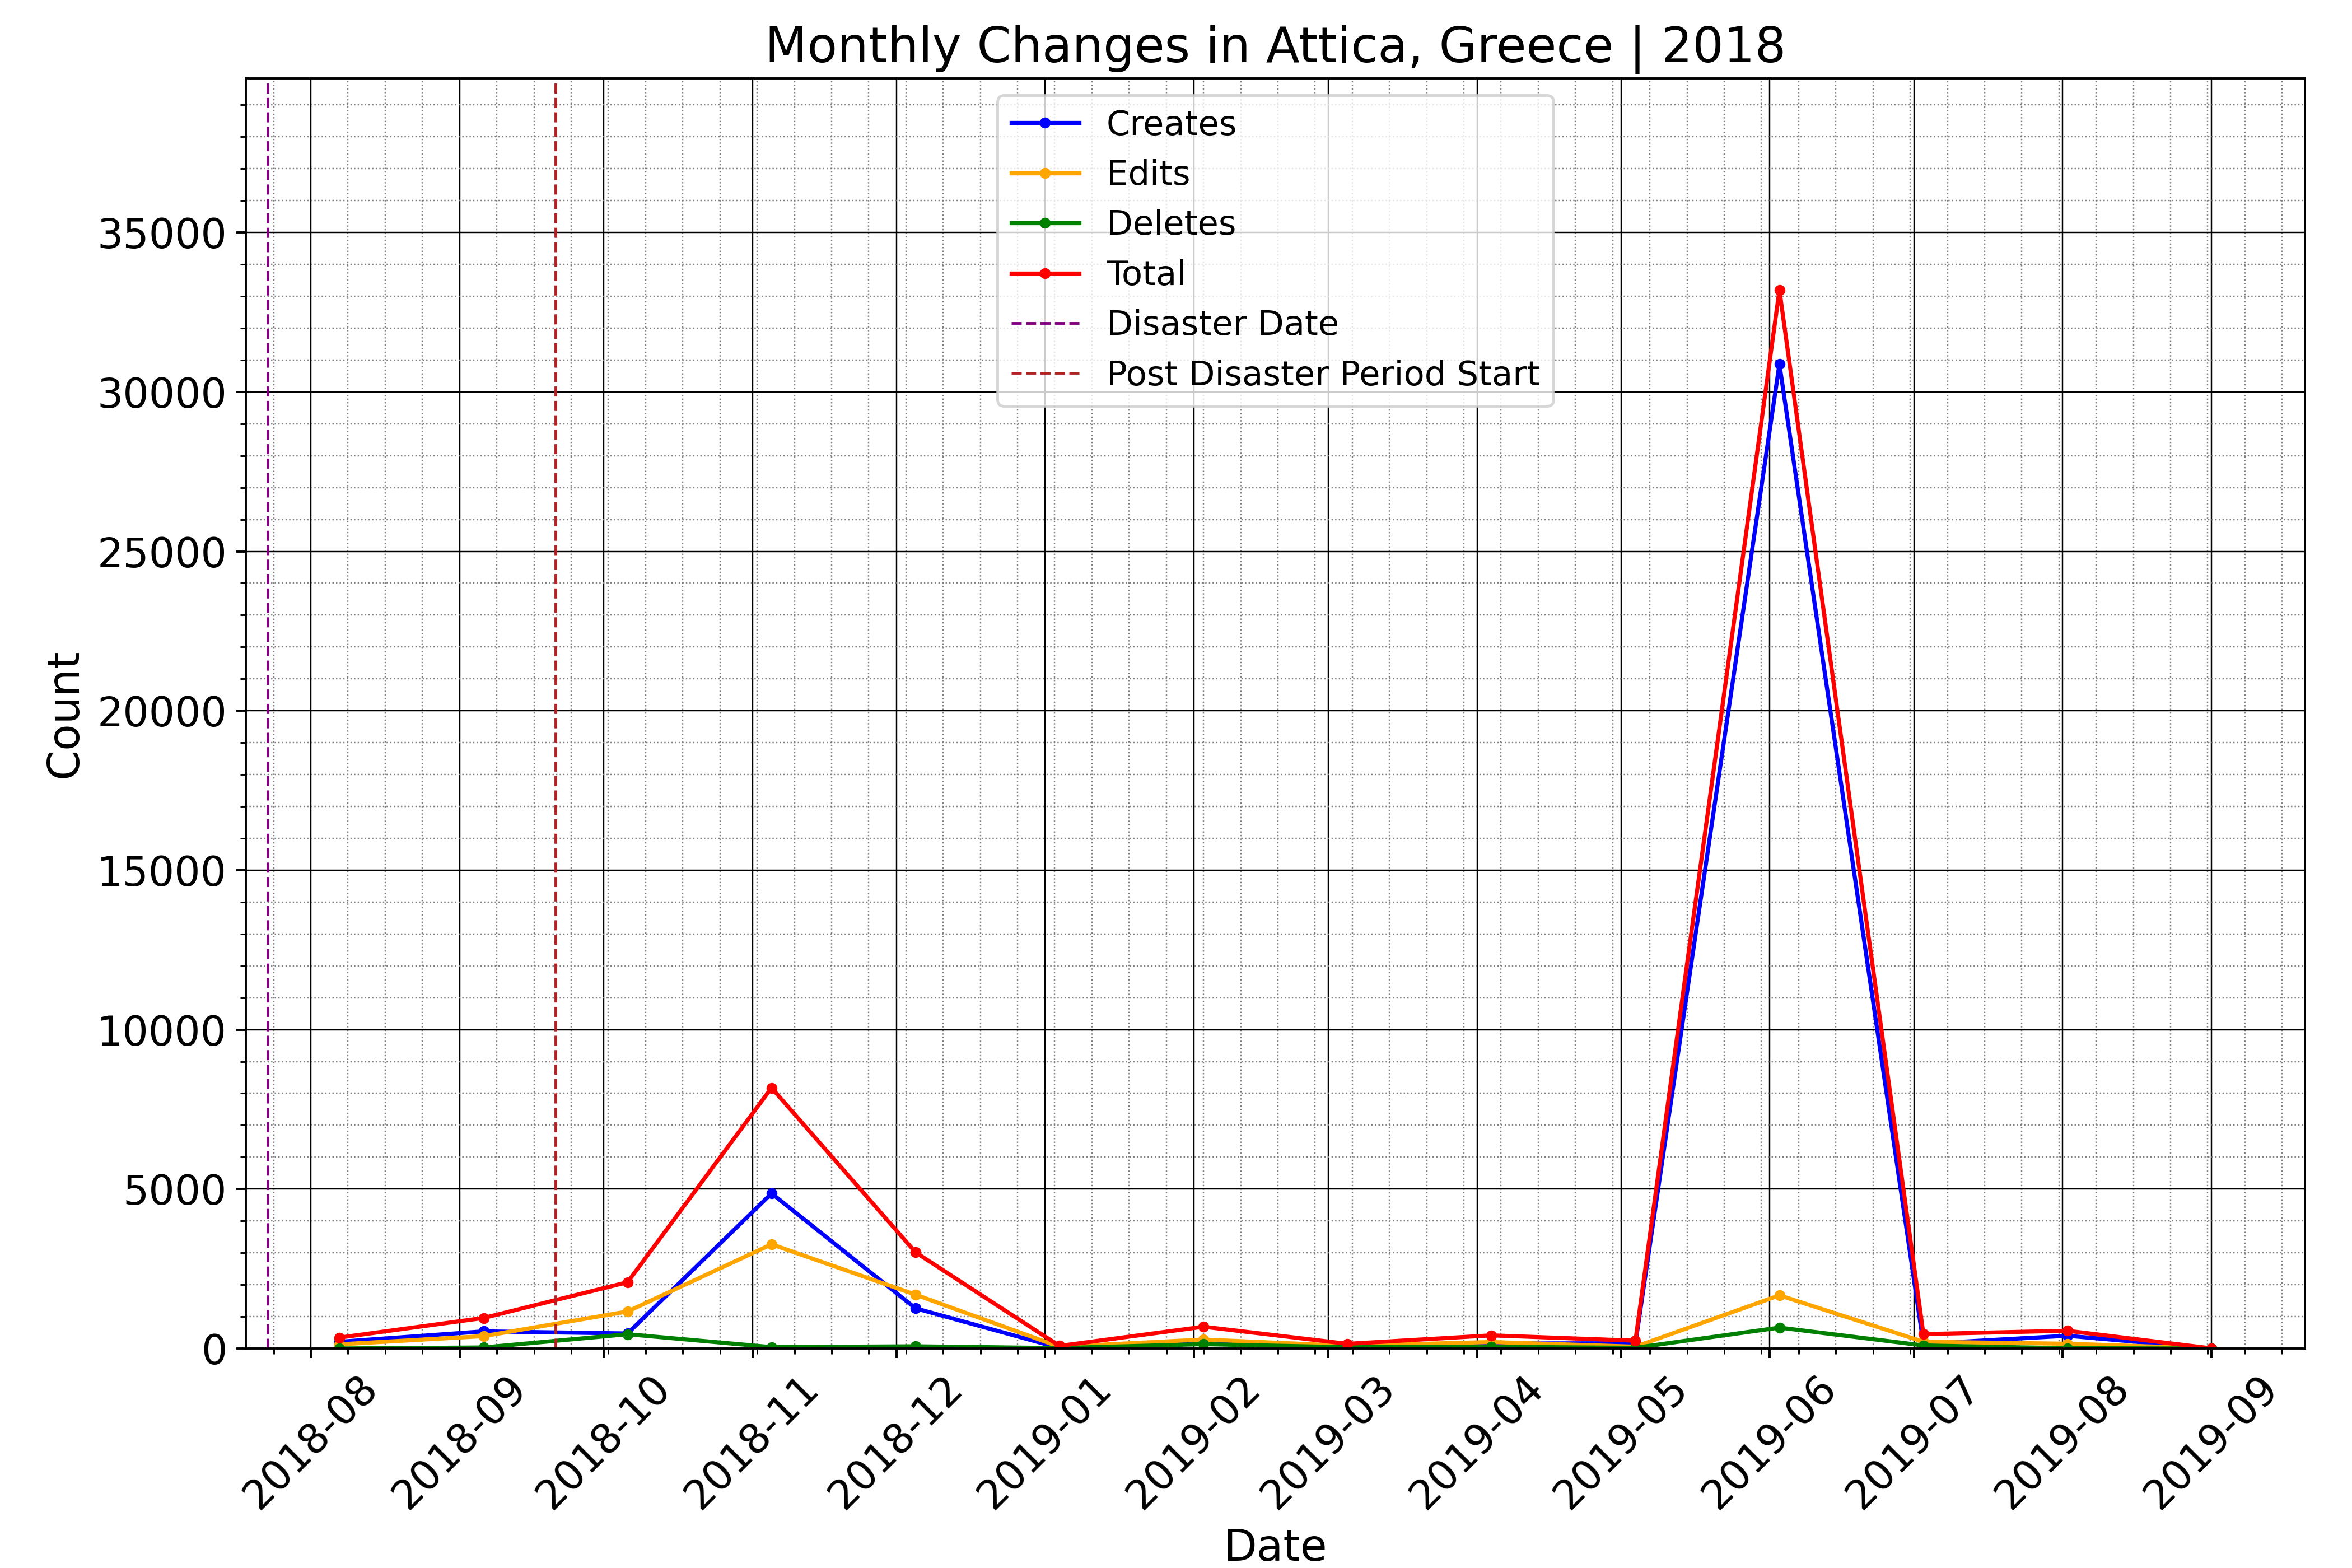 Monthly Changes in Attica, Greece | 2018
Creates
Edits
Deletes
Total
Disaster Date
Post Disaster Period Start
Count
35000
30000
25000
20000
15000
10000
5000
0
2018-08
2018-09
2018-10
2018-11
2018-12
2019-01
2019-02
2019-03
2019-04
2019-05
2019-06
2019-07
2019-08
2019-09
Date